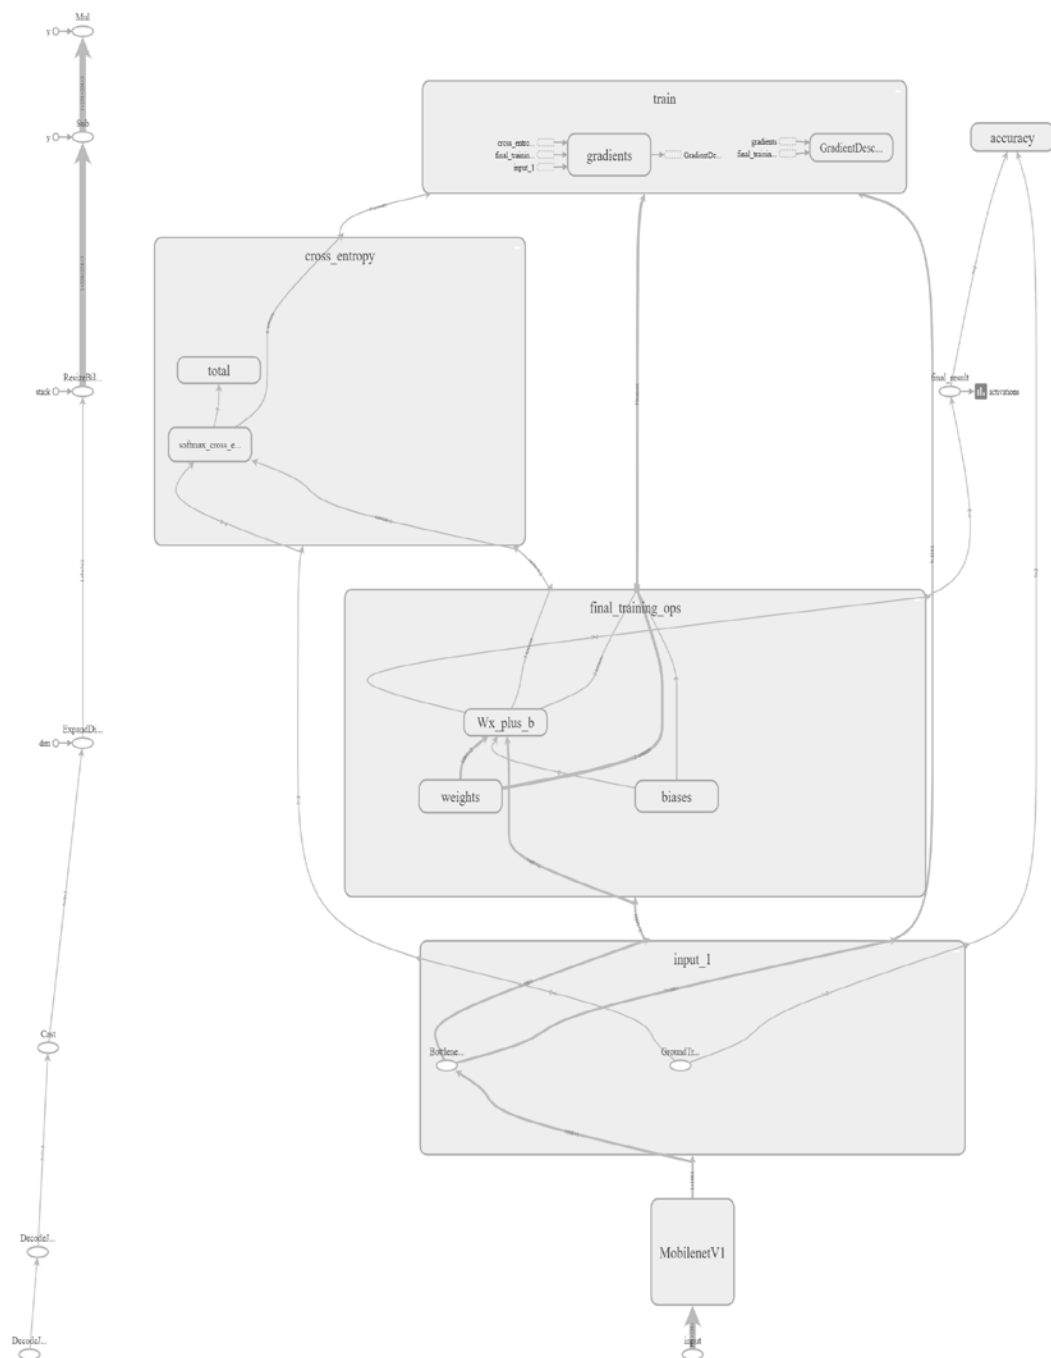 Mul
y
Sub
y
train
cross_entro...
final_trainin...
input_1
gradients
GradientDe...
gradients
final_trainin...
GradientDesc...
accuracy
cross_entropy
total
softmax_cross_e...
ResizeBil...
stack
final_result
activations
final_training_ops
Wx_plus_b
weights
biases
ExpandDi...
dim
input_1
Cast
Bottlene...
GroundTr...
MobilenetV1
DecodeJ...
DecodeJ...
input